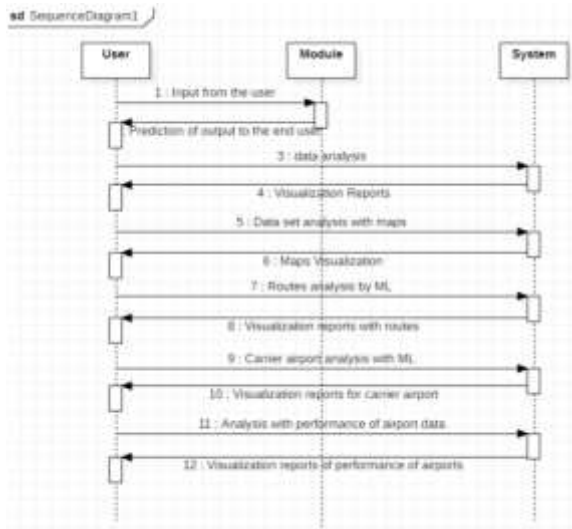 sd SequenceDiagram1
User
Module
System
1 : Input from the user
Prediction of output to the end user
3 : data analysis
4 : Visualization Reports
5 : Data set analysis with maps
6 : Maps Visualization
7 : Routes analysis by ML
8 : Visualization reports with routes
9 : Carrier airport analysis with ML
10 : Visualization reports for carrier airport
11 : Analysis with performance of airport data
12 : Visualization reports of performance of airports